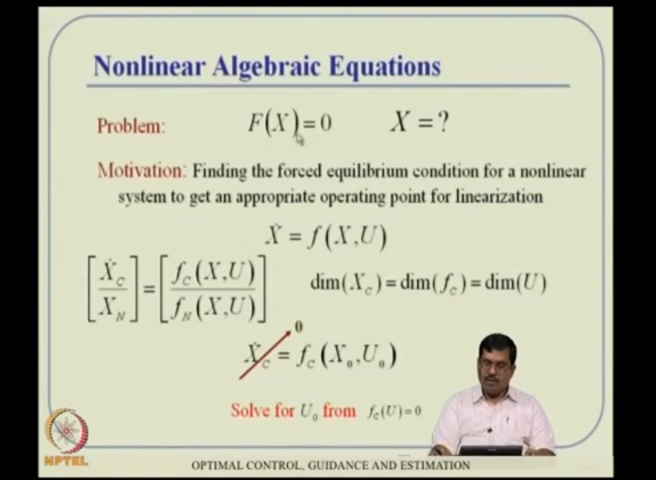 Nonlinear Algebraic Equations
Problem: F(X) = 0 X = ?
Motivation: Finding the forced equilibrium condition for a nonlinear
system to get an appropriate operating point for linearization
Ẋ = f(X,U)
[Ẋ_C / Ẋ_N] = [f_C(X,U) / f_N(X,U)] dim(X_c) = dim(f_c) = dim(U)
0
Ẋ_C = f_C(X_0, U_0)
Solve for U_0 from f_c(U) = 0
NPTEL
OPTIMAL CONTROL, GUIDANCE AND ESTIMATION